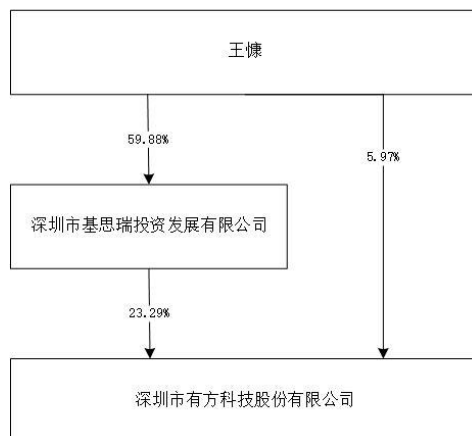 王慷
59.88%
5.97%
深圳市基思瑞投资发展有限公司
23.29%
深圳市有方科技股份有限公司